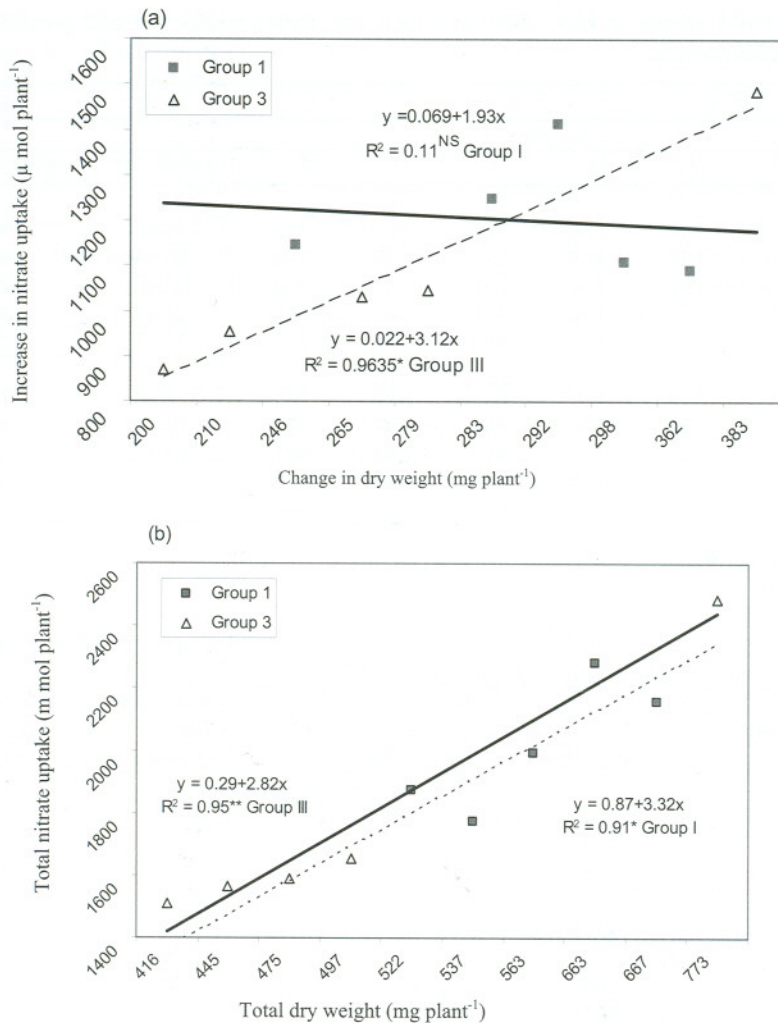 (a)
Group 1
Group 3
y =0.069+1.93x
R² = 0.11^NS Group I
y = 0.022+3.12x
R² = 0.9635* Group III
Increase in nitrate uptake (µ mol plant⁻¹)
1600
1500
1400
1300
1200
1100
1000
900
800
200 210 246 265 279 283 292 298 362 383
Change in dry weight (mg plant⁻¹)
(b)
Group 1
Group 3
y = 0.29+2.82x
R² = 0.95** Group III
y = 0.87+3.32x
R² = 0.91* Group I
Total nitrate uptake (m mol plant⁻¹)
2600
2400
2200
2000
1800
1600
1400
416 445 475 497 522 537 563 663 667 773
Total dry weight (mg plant⁻¹)